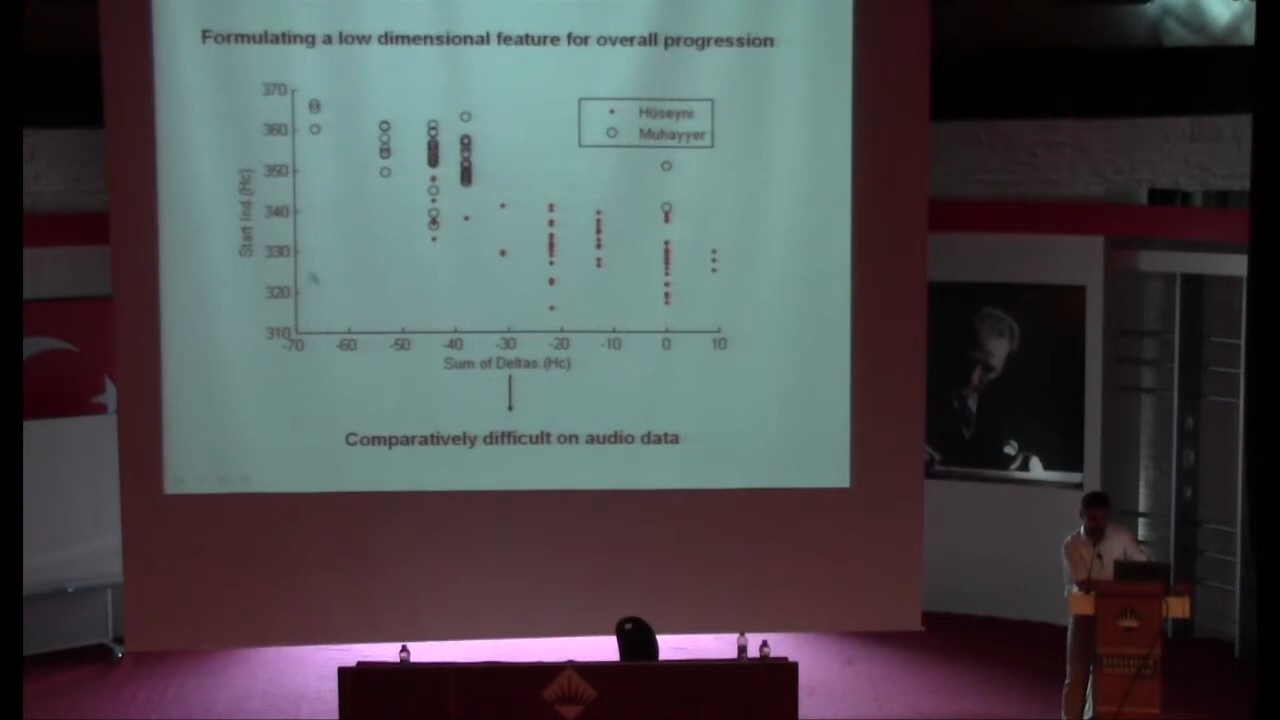 Formulating a low dimensional feature for overall progression
370
360
350
340
330
320
310
Start Ind.(Hc)
Hüseyni
Muhayyer
-70 -60 -50 -40 -30 -20 -10 0 10
Sum of Deltas.(Hc)
Comparatively difficult on audio data